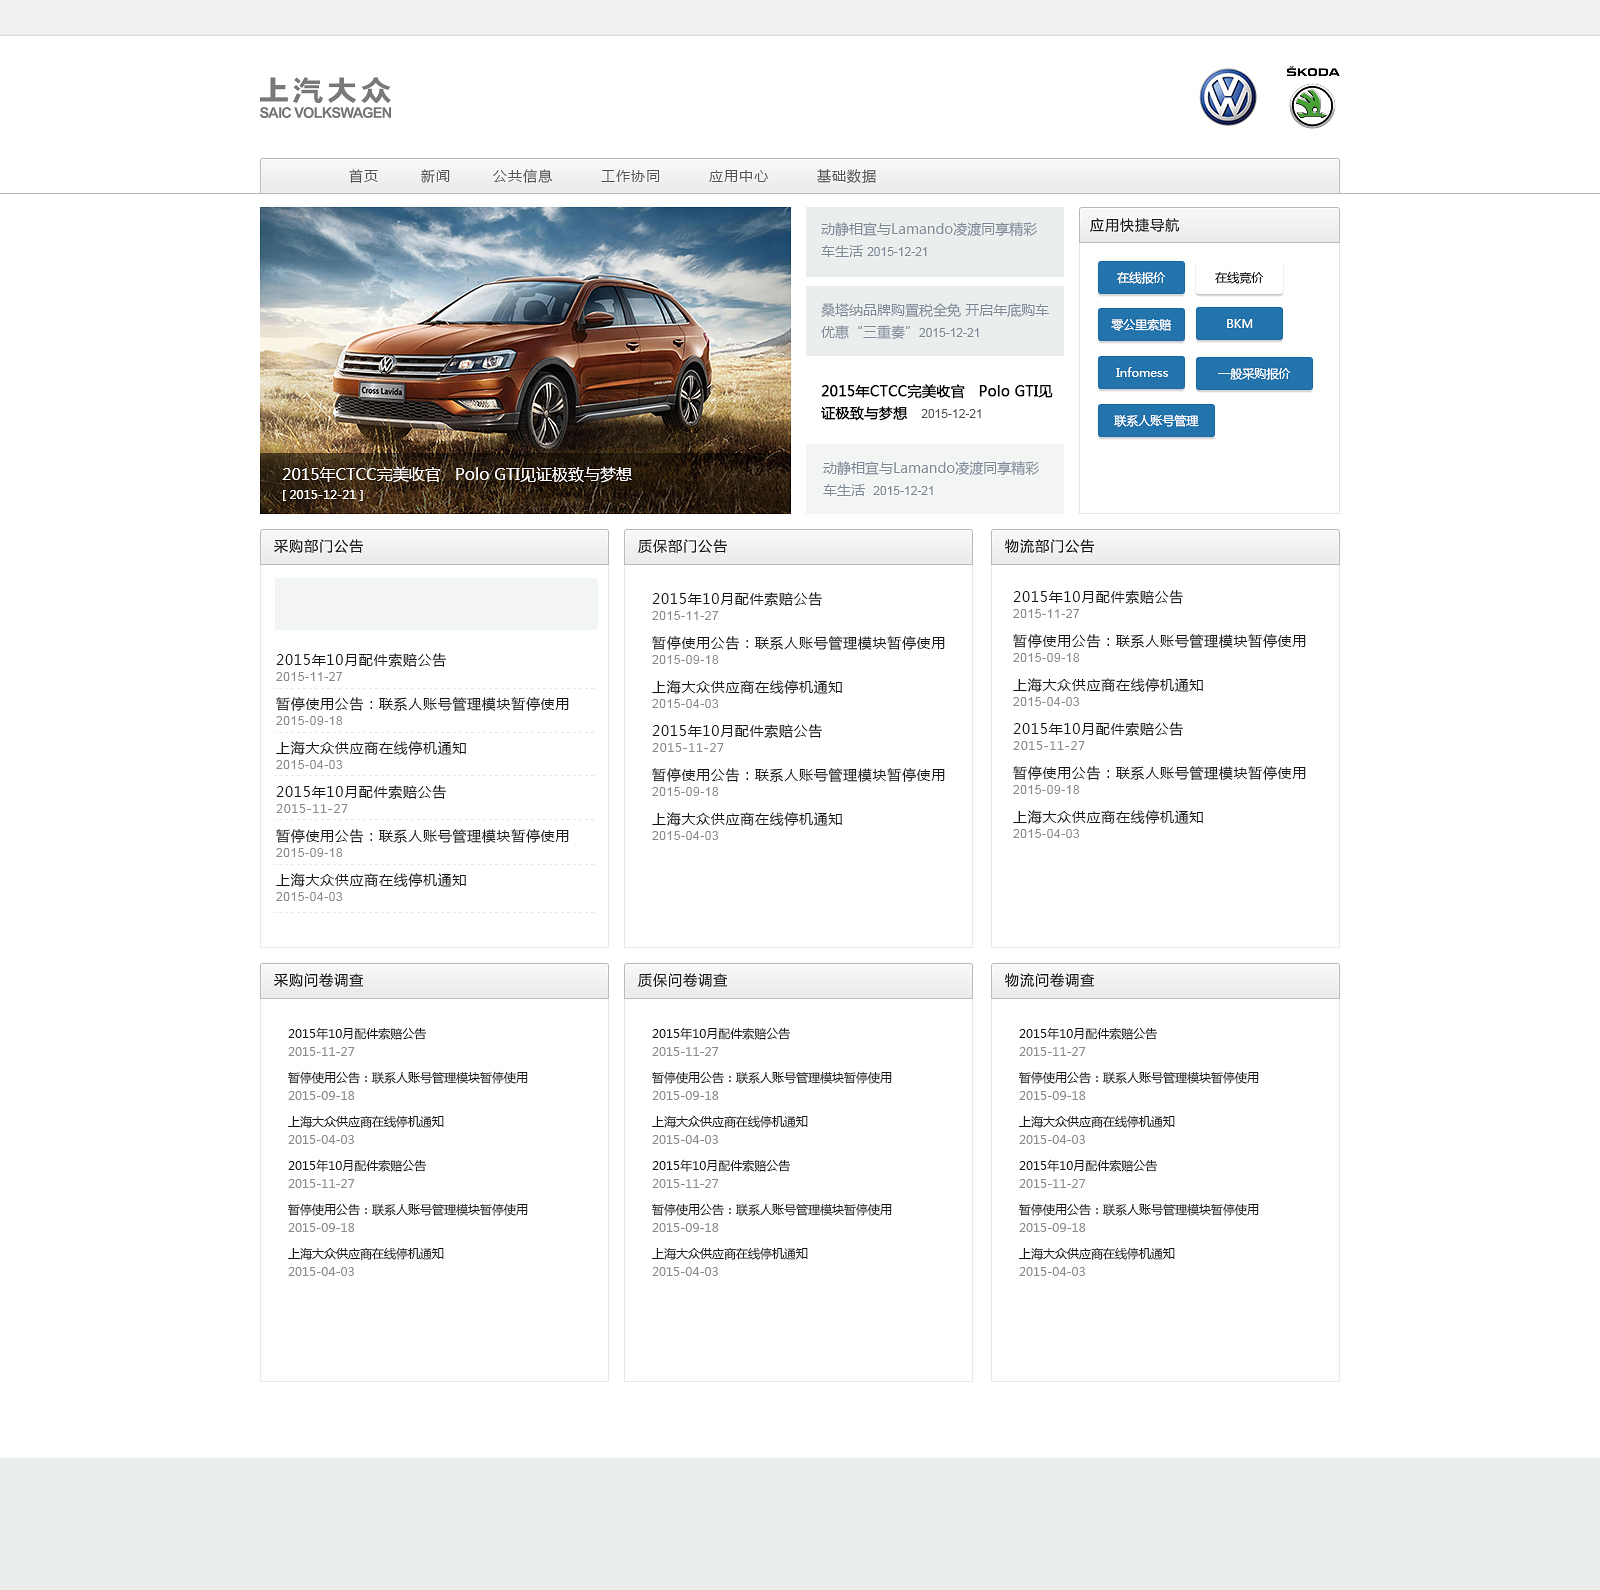 上汽大众
SAIC VOLKSWAGEN
ŠKODA
首页 新闻 公共信息 工作协同 应用中心 基础数据
Cross Lavida
2015年CTCC完美收官 Polo GTI见证极致与梦想
[ 2015-12-21 ]
动静相宜与Lamando凌渡同享精彩
车生活 2015-12-21
桑塔纳品牌购置税全免 开启年底购车
优惠“三重奏” 2015-12-21
2015年CTCC完美收官 Polo GTI见
证极致与梦想 2015-12-21
动静相宜与Lamando凌渡同享精彩
车生活 2015-12-21
应用快捷导航
在线报价 在线竞价
零公里索赔 BKM
Infomess 一般采购报价
联系人账号管理
采购部门公告
2015年10月配件索赔公告
2015-11-27
暂停使用公告：联系人账号管理模块暂停使用
2015-09-18
上海大众供应商在线停机通知
2015-04-03
2015年10月配件索赔公告
2015-11-27
暂停使用公告：联系人账号管理模块暂停使用
2015-09-18
上海大众供应商在线停机通知
2015-04-03
质保部门公告
2015年10月配件索赔公告
2015-11-27
暂停使用公告：联系人账号管理模块暂停使用
2015-09-18
上海大众供应商在线停机通知
2015-04-03
2015年10月配件索赔公告
2015-11-27
暂停使用公告：联系人账号管理模块暂停使用
2015-09-18
上海大众供应商在线停机通知
2015-04-03
物流部门公告
2015年10月配件索赔公告
2015-11-27
暂停使用公告：联系人账号管理模块暂停使用
2015-09-18
上海大众供应商在线停机通知
2015-04-03
2015年10月配件索赔公告
2015-11-27
暂停使用公告：联系人账号管理模块暂停使用
2015-09-18
上海大众供应商在线停机通知
2015-04-03
采购问卷调查
2015年10月配件索赔公告
2015-11-27
暂停使用公告：联系人账号管理模块暂停使用
2015-09-18
上海大众供应商在线停机通知
2015-04-03
2015年10月配件索赔公告
2015-11-27
暂停使用公告：联系人账号管理模块暂停使用
2015-09-18
上海大众供应商在线停机通知
2015-04-03
质保问卷调查
2015年10月配件索赔公告
2015-11-27
暂停使用公告：联系人账号管理模块暂停使用
2015-09-18
上海大众供应商在线停机通知
2015-04-03
2015年10月配件索赔公告
2015-11-27
暂停使用公告：联系人账号管理模块暂停使用
2015-09-18
上海大众供应商在线停机通知
2015-04-03
物流问卷调查
2015年10月配件索赔公告
2015-11-27
暂停使用公告：联系人账号管理模块暂停使用
2015-09-18
上海大众供应商在线停机通知
2015-04-03
2015年10月配件索赔公告
2015-11-27
暂停使用公告：联系人账号管理模块暂停使用
2015-09-18
上海大众供应商在线停机通知
2015-04-03